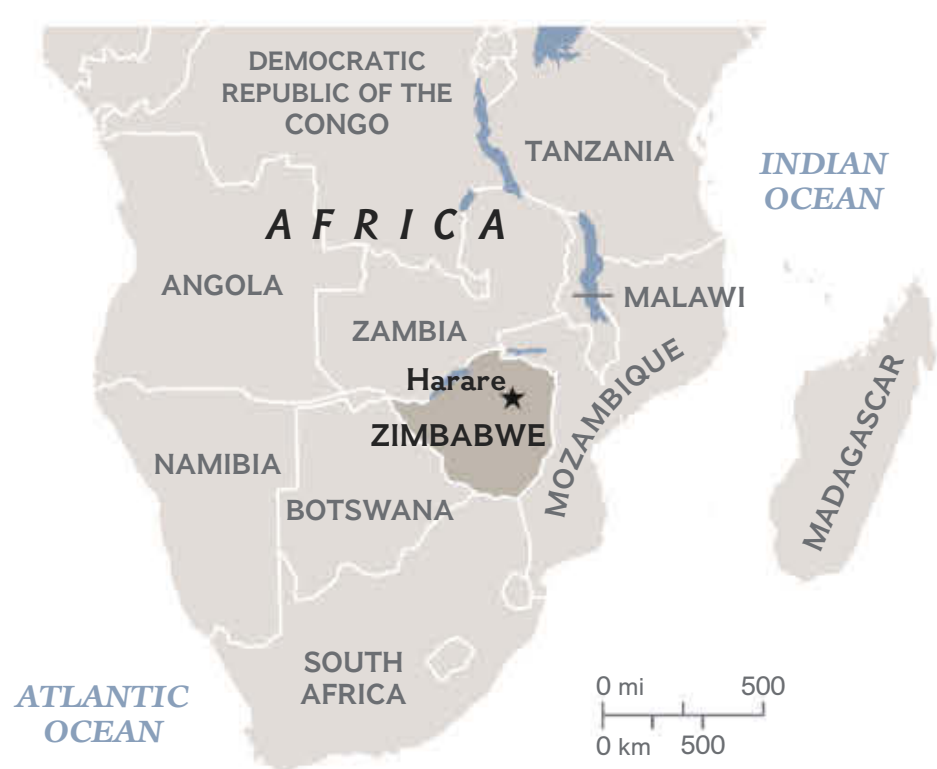 DEMOCRATIC
REPUBLIC OF THE
CONGO
TANZANIA
INDIAN
OCEAN
AFRICA
ANGOLA
MALAWI
ZAMBIA
Harare
ZIMBABWE
MOZAMBIQUE
MADAGASCAR
NAMIBIA
BOTSWANA
SOUTH
AFRICA
ATLANTIC
OCEAN
0 mi 500
0 km 500